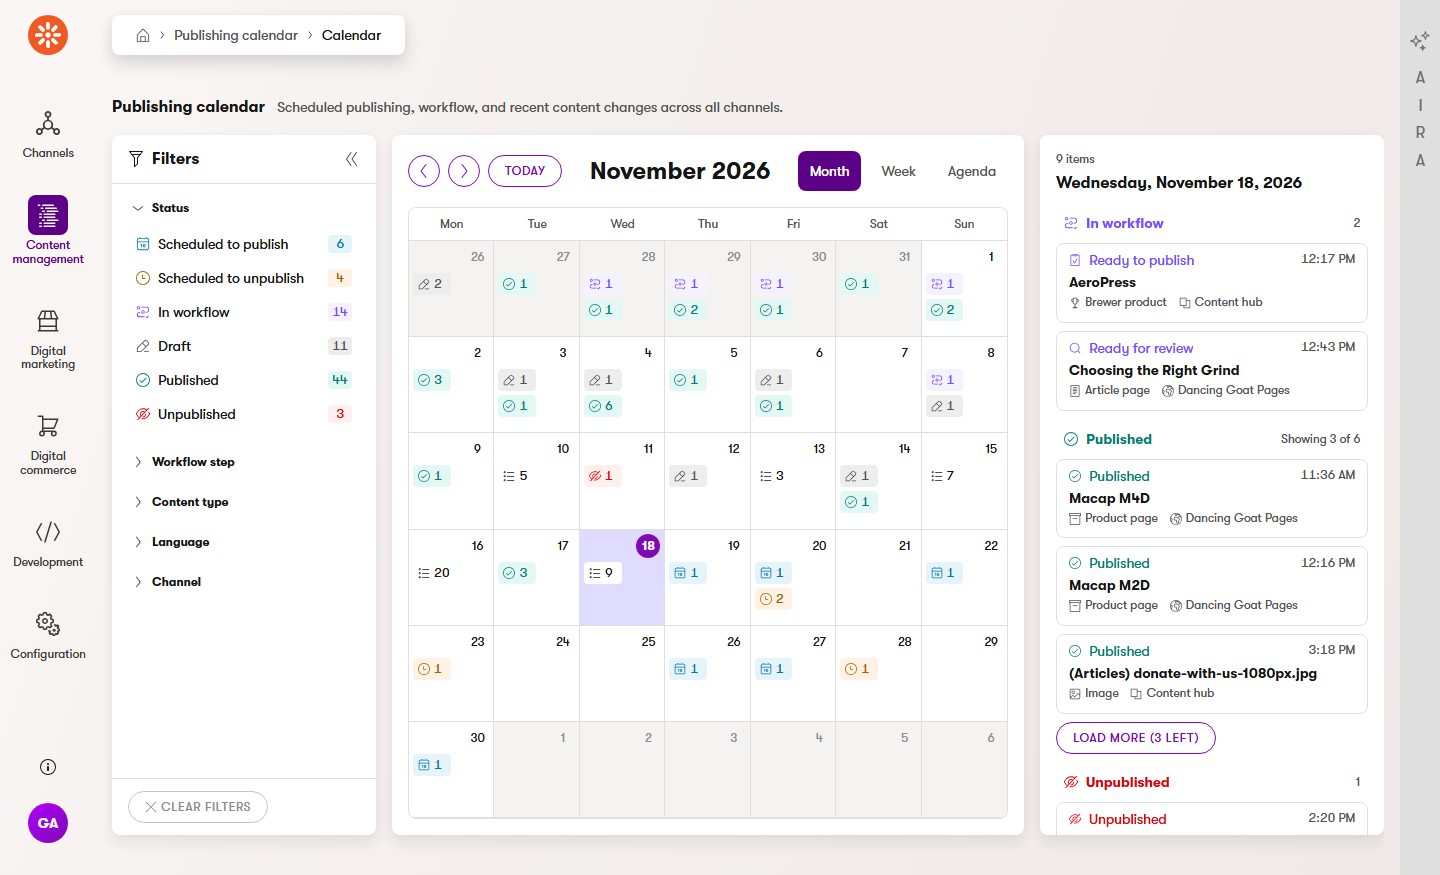 Publishing calendar
Calendar
Channels
Content
management
Digital
marketing
Digital
commerce
Development
Configuration
GA
Publishing calendar Scheduled publishing, workflow, and recent content changes across all channels.
Filters
Status
Scheduled to publish 6
Scheduled to unpublish 4
In workflow 14
Draft 11
Published 44
Unpublished 3
Workflow step
Content type
Language
Channel
CLEAR FILTERS
TODAY
November 2026
Month
Week
Agenda
Mon Tue Wed Thu Fri Sat Sun
26 27 28 29 30 31 1
2 1 1 1 1 1 1
1 2 1 2
2 3 4 5 6 7 8
3 1 1 1 1 1
1 6 1 1
9 10 11 12 13 14 15
1 5 1 1 3 1 7
1
16 17 18 19 20 21 22
20 3 9 1 1 1
2
23 24 25 26 27 28 29
1 1 1 1
30 1 2 3 4 5 6
1
9 items
Wednesday, November 18, 2026
In workflow 2
Ready to publish 12:17 PM
AeroPress
Brewer product Content hub
Ready for review 12:43 PM
Choosing the Right Grind
Article page Dancing Goat Pages
Published Showing 3 of 6
Published 11:36 AM
Macap M4D
Product page Dancing Goat Pages
Published 12:16 PM
Macap M2D
Product page Dancing Goat Pages
Published 3:18 PM
(Articles) donate-with-us-1080px.jpg
Image Content hub
LOAD MORE (3 LEFT)
Unpublished 1
Unpublished 2:20 PM
A
I
R
A